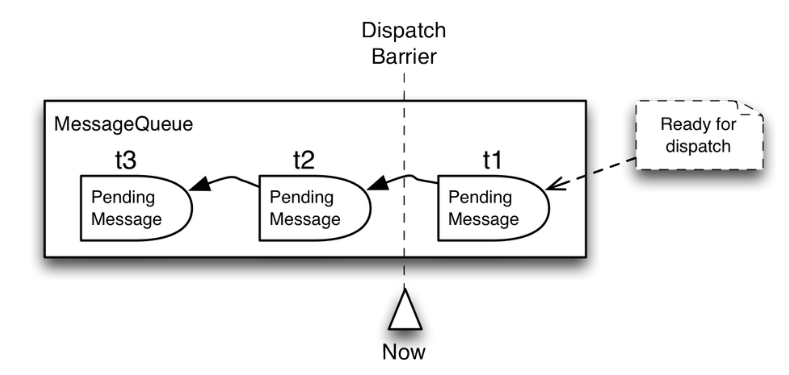 Dispatch
Barrier
MessageQueue
Ready for
dispatch
t3
t2
t1
Pending
Message
Pending
Message
Pending
Message
Now